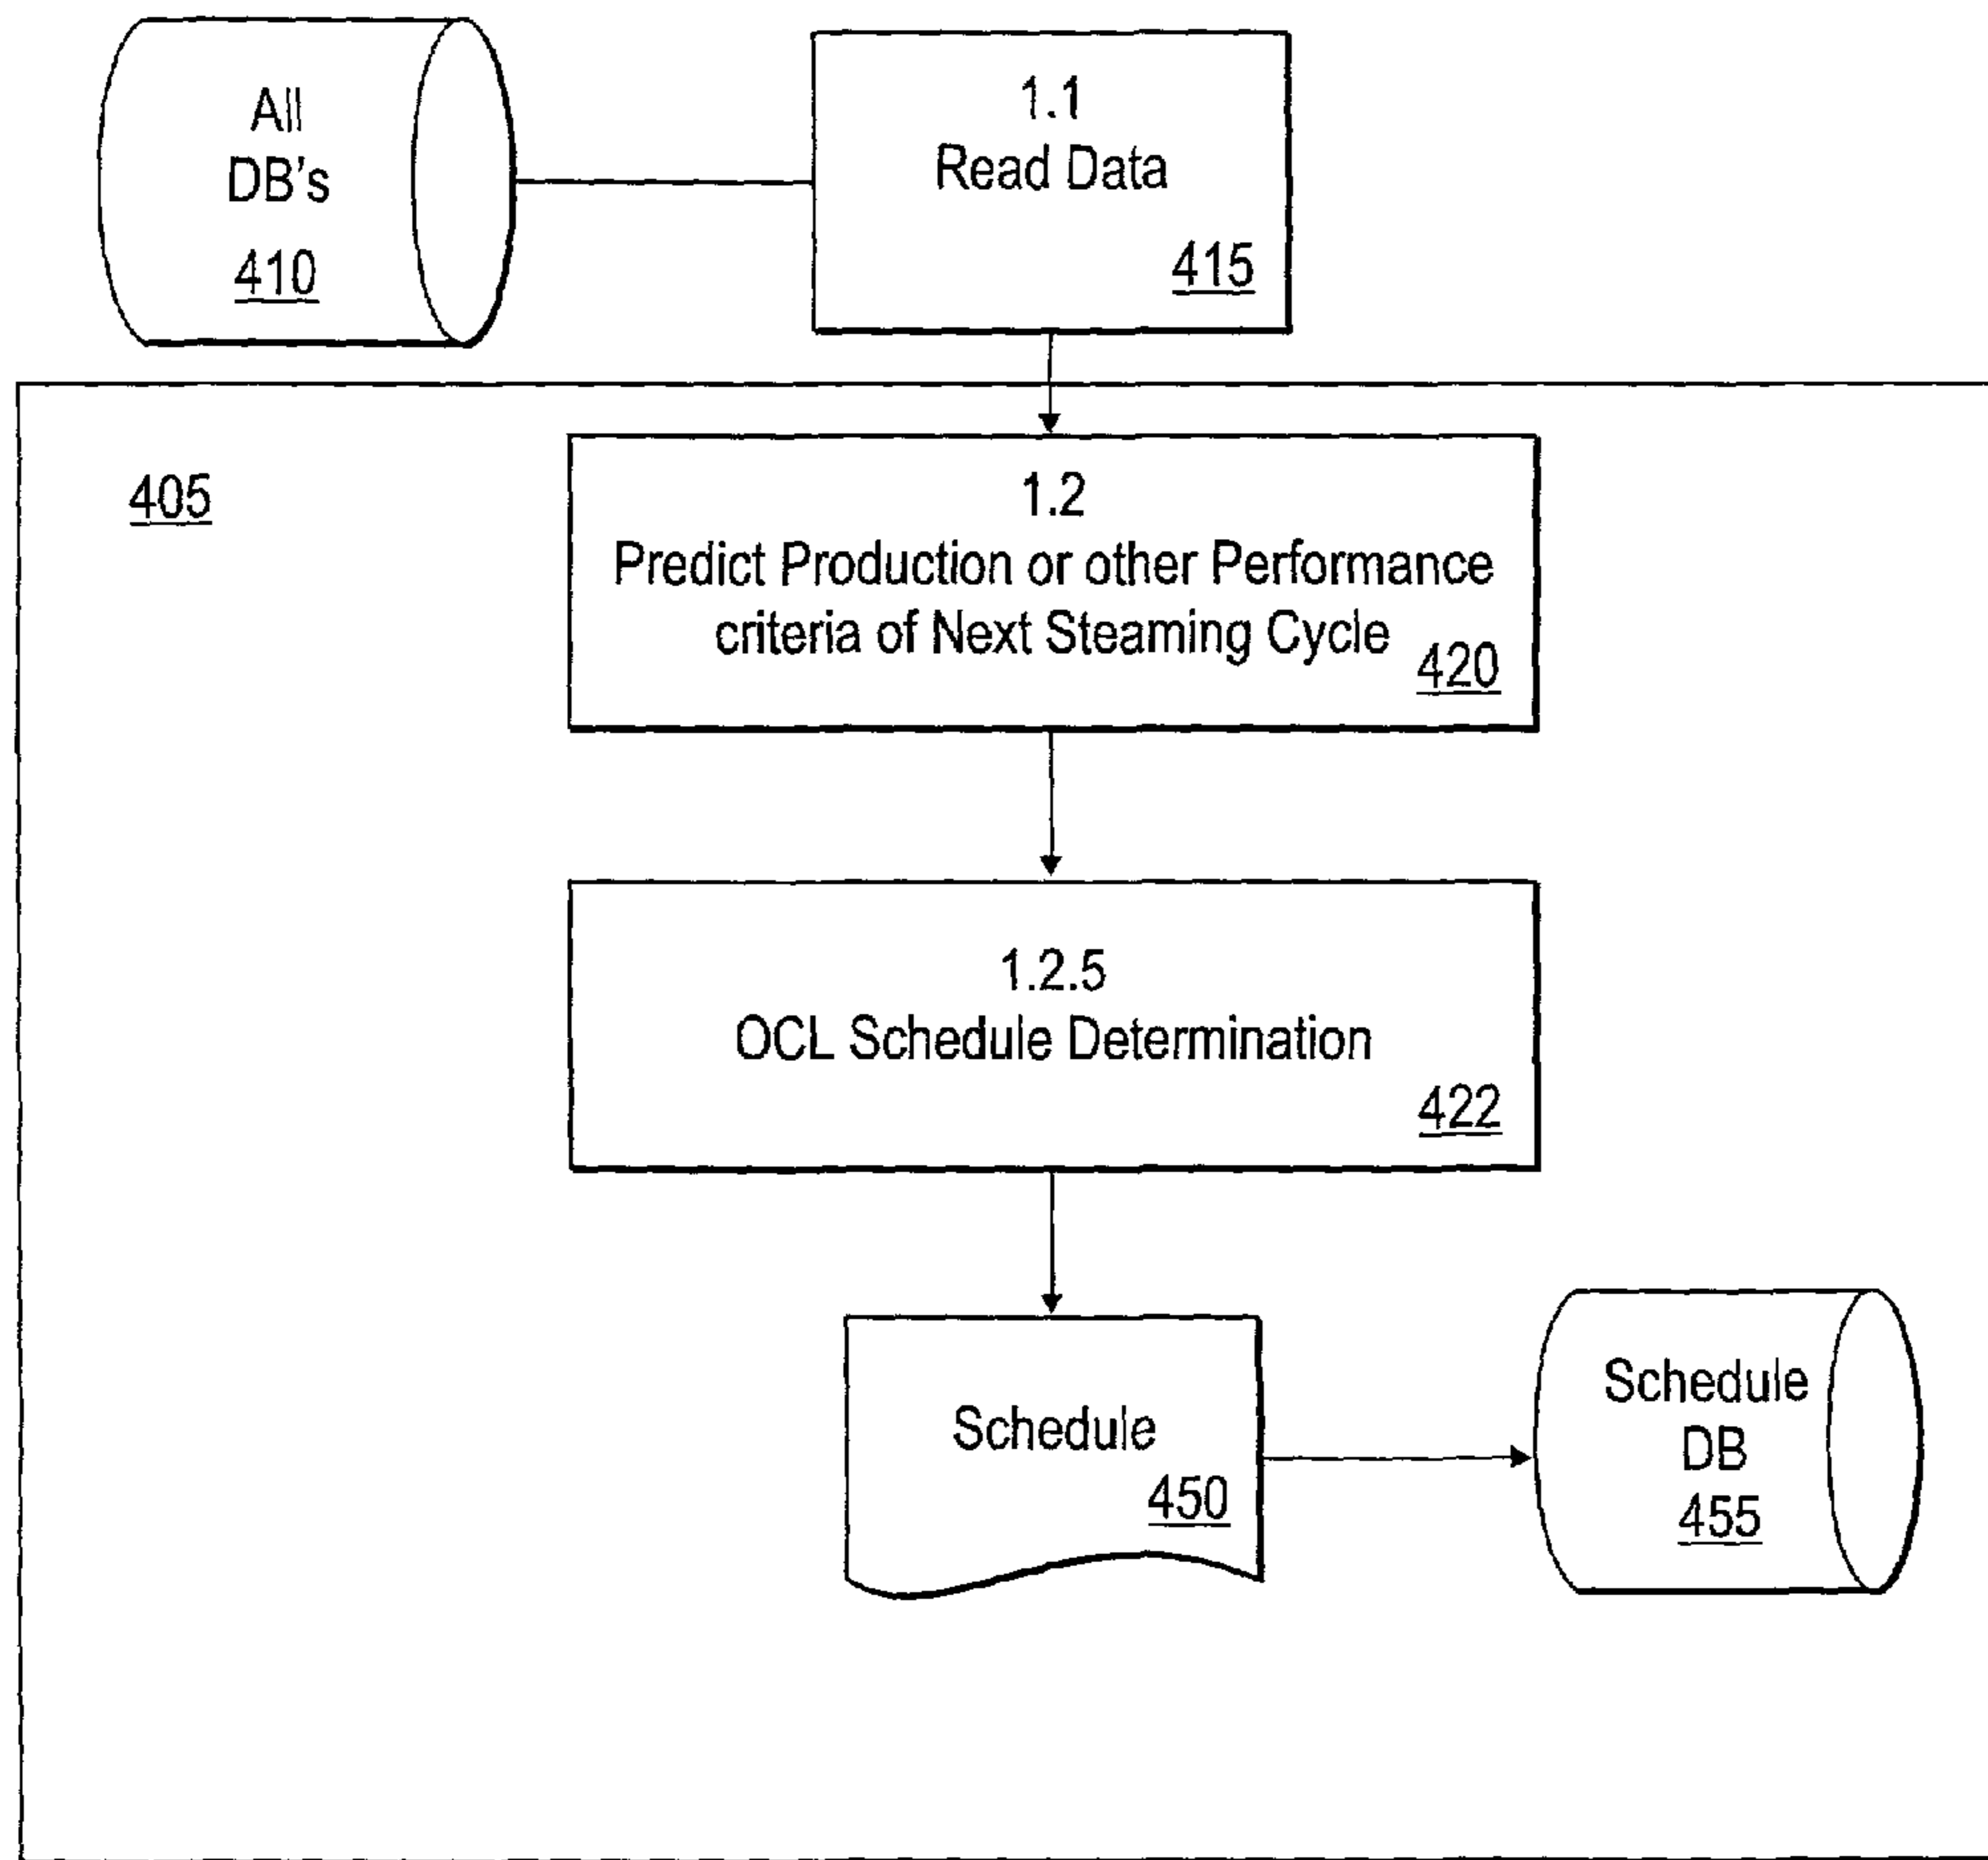 All
DB's
410
1.1
Read Data
415
405
1.2
Predict Production or other Performance
criteria of Next Steaming Cycle
420
1.2.5
OCL Schedule Determination
422
Schedule
450
Schedule
DB
455